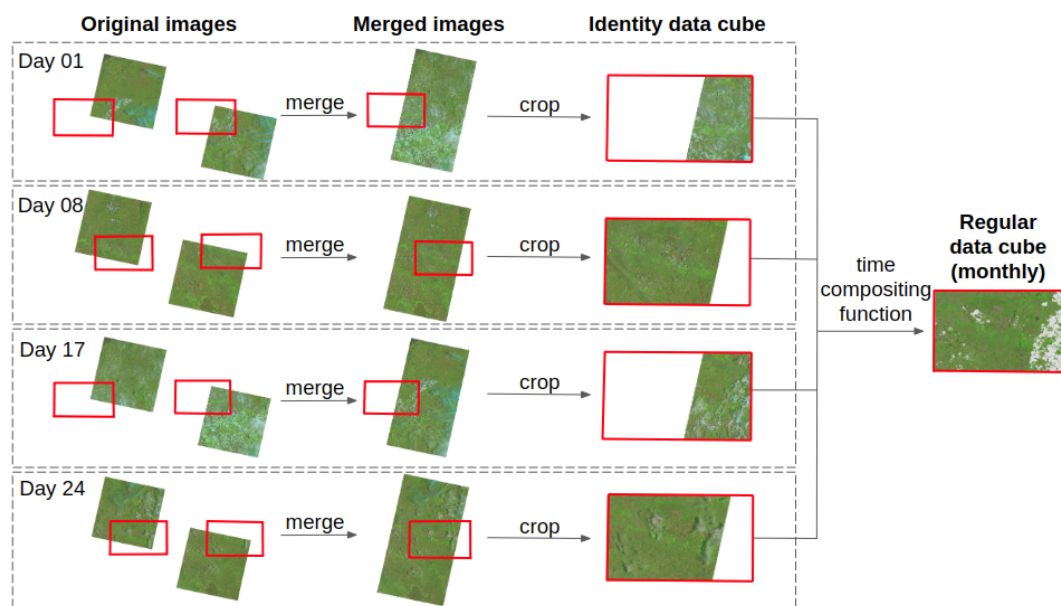 Original images
Merged images
Identity data cube
Day 01
merge
crop
Day 08
merge
crop
Regular
data cube
(monthly)
time
compositing
function
Day 17
merge
crop
Day 24
merge
crop